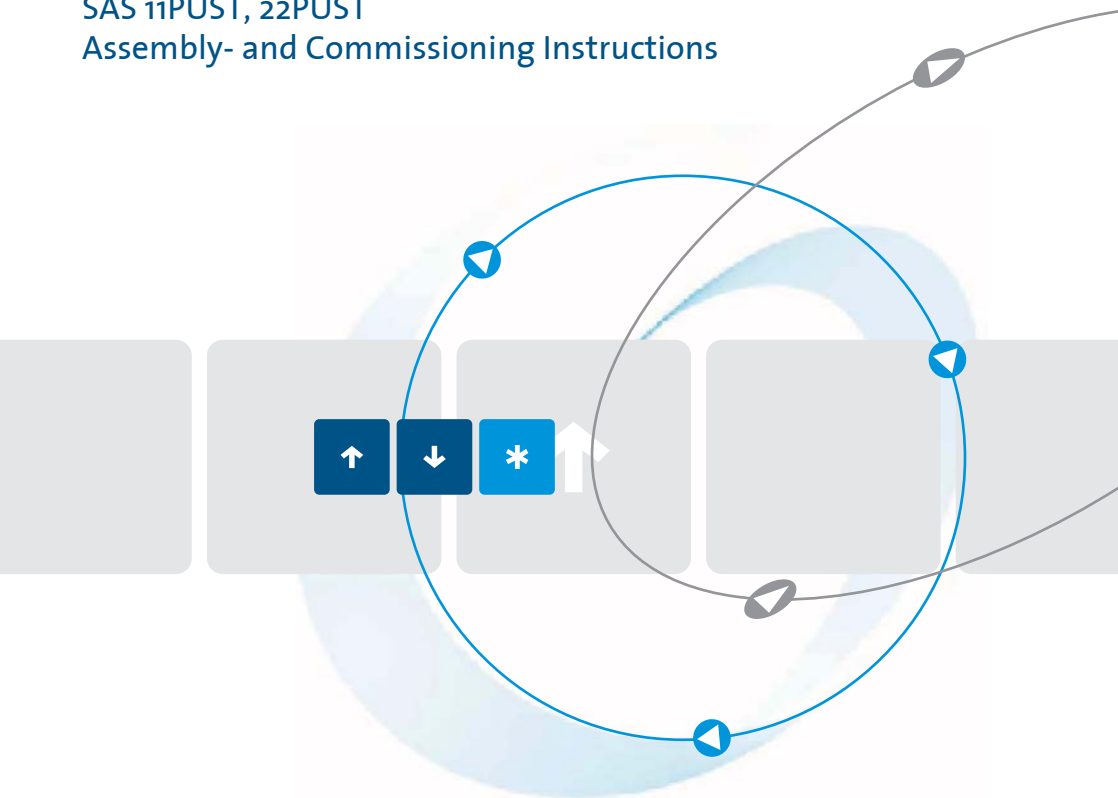 SAS 11PUST, 22PUST
Assembly- and Commissioning Instructions